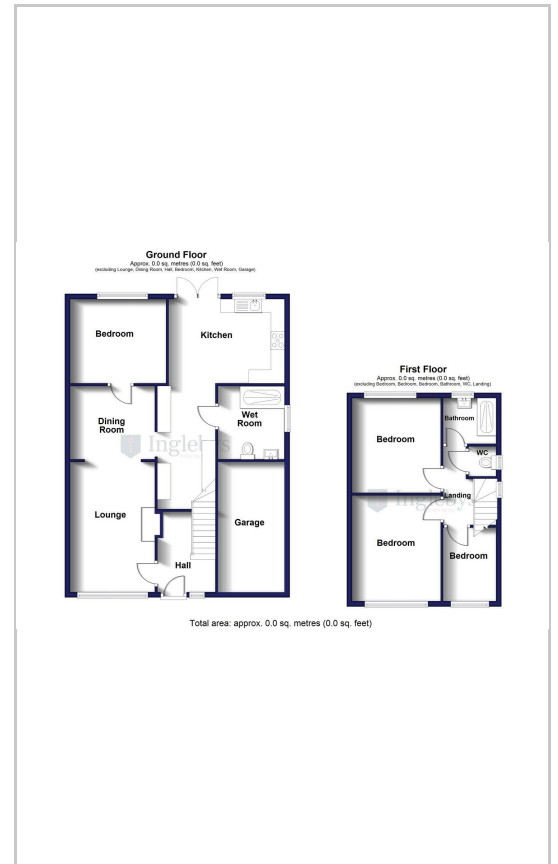 Ground Floor
Approx. 0.0 sq. metres (0.0 sq. feet)
(excluding Lounge, Dining Room, Hall, Bedroom, Kitchen, Wet Room, Garage)
Bedroom
Kitchen
Dining
Room
Wet
Room
Inglebys
Lounge
Garage
Hall
First Floor
Approx. 0.0 sq. metres (0.0 sq. feet)
(excluding Bedroom, Bedroom, Bedroom, Bathroom, WC, Landing)
Bathroom
Bedroom
WC
Landing
Inglebys
Bedroom
Bedroom
Total area: approx. 0.0 sq. metres (0.0 sq. feet)